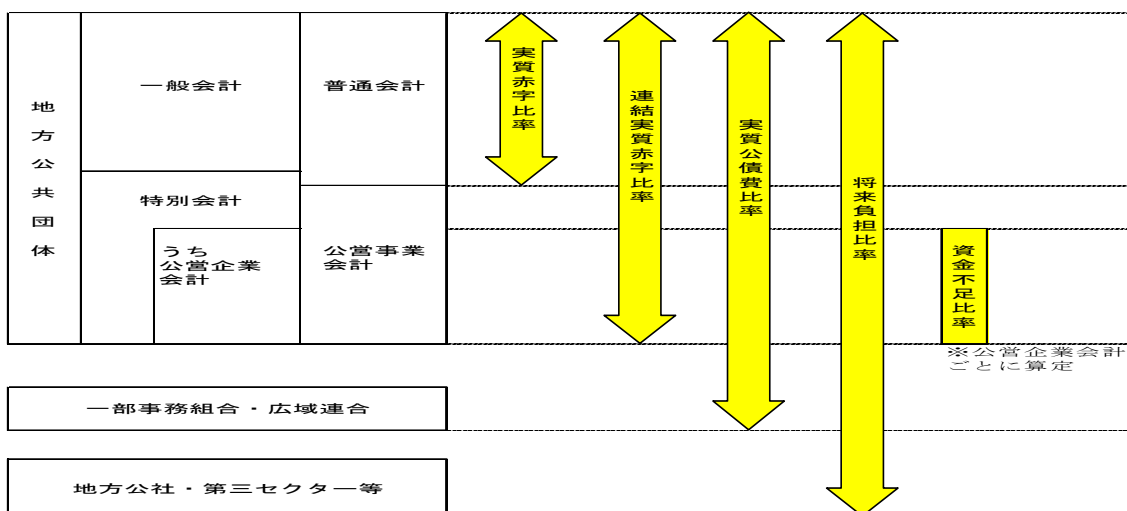 地方公共団体
一般会計
普通会計
特別会計
うち
公営企業
会計
公営事業
会計
実質赤字比率
連結実質赤字比率
実質公債費比率
将来負担比率
資金不足比率
※公営企業会計
ごとに算定
一部事務組合・広域連合
地方公社・第三セクター等